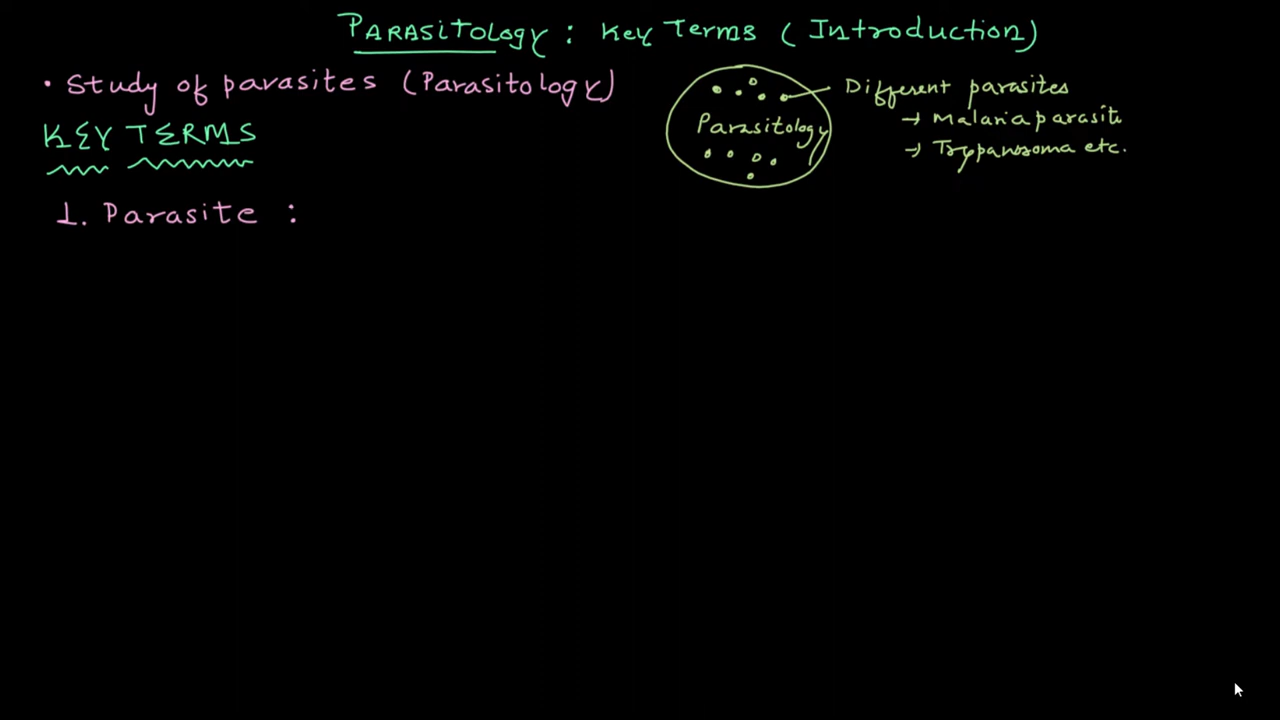 PARASITOLOGY : Key TERMS (Introduction)
• Study of parasites (Parasitology)
KEY TERMS
1. Parasite :
Parasitology
Different parasites
→ Malaria parasite
→ Trypanosoma etc.